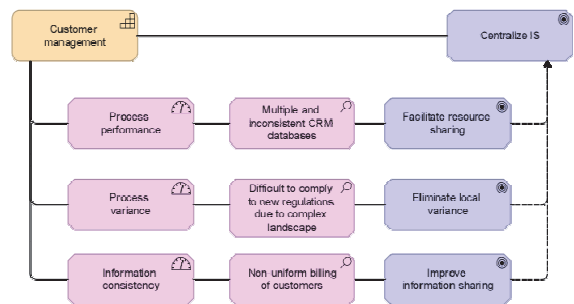 Customer
management
Centralize IS
Process
performance
Multiple and
inconsistent CRM
databases
Facilitate resource
sharing
Process
variance
Difficult to comply
to new regulations
due to complex
landscape
Eliminate local
variance
Information
consistency
Non-uniform billing
of customers
Improve
information sharing